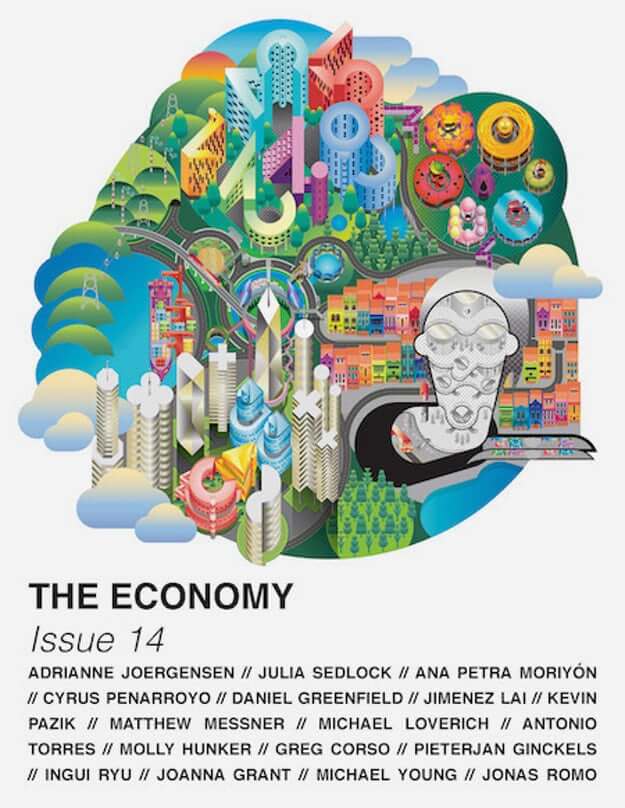 THE ECONOMY
Issue 14
ADRIANNE JOERGENSEN // JULIA SEDLOCK // ANA PETRA MORIYÓN
// CYRUS PENARROYO // DANIEL GREENFIELD // JIMENEZ LAI // KEVIN
PAZIK // MATTHEW MESSNER // MICHAEL LOVERICH // ANTONIO
TORRES // MOLLY HUNKER // GREG CORSO // PIETERJAN GINCKELS
// INGUI RYU // JOANNA GRANT // MICHAEL YOUNG // JONAS ROMO